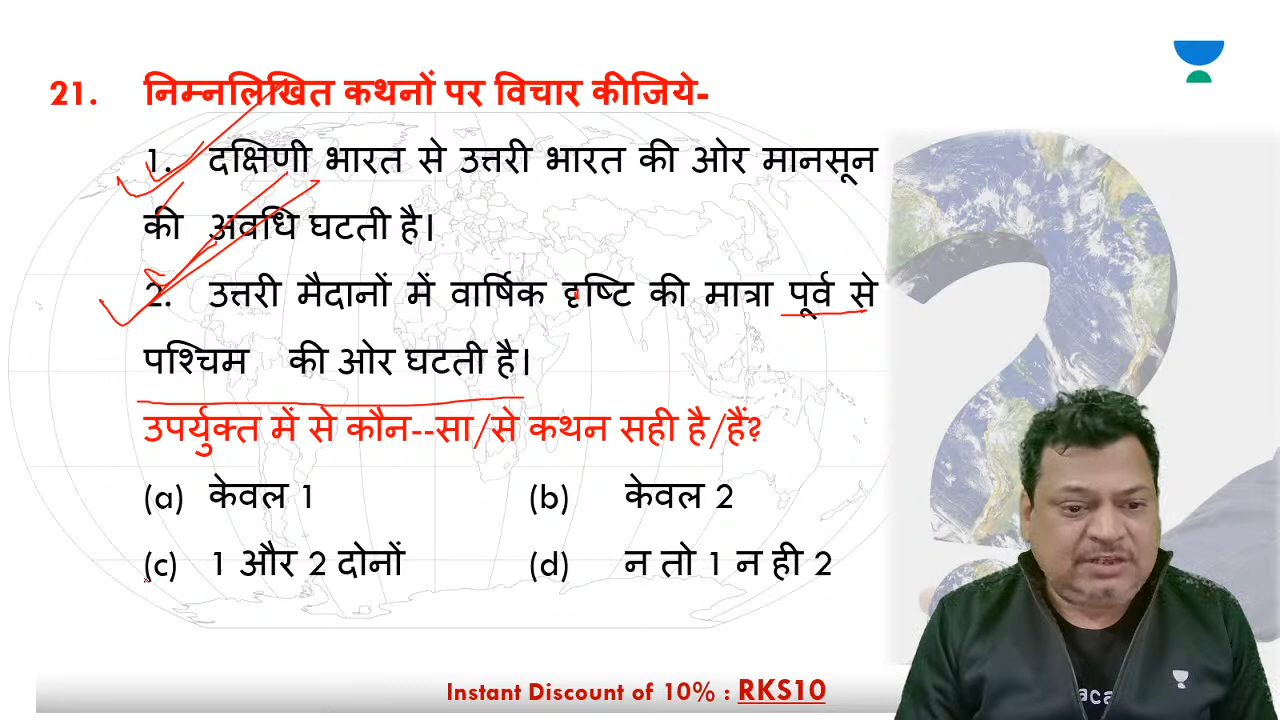 21. निम्नलिखित कथनों पर विचार कीजिये-
1. दक्षिणी भारत से उत्तरी भारत की ओर मानसून
की अवधि घटती है।
2. उत्तरी मैदानों में वार्षिक दृष्टि की मात्रा पूर्व से
पश्चिम की ओर घटती है।
उपर्युक्त में से कौन--सा/से कथन सही है/हैं?
(a) केवल 1 (b) केवल 2
(c) 1 और 2 दोनों (d) न तो 1 न ही 2
Instant Discount of 10% : RKS10
aca